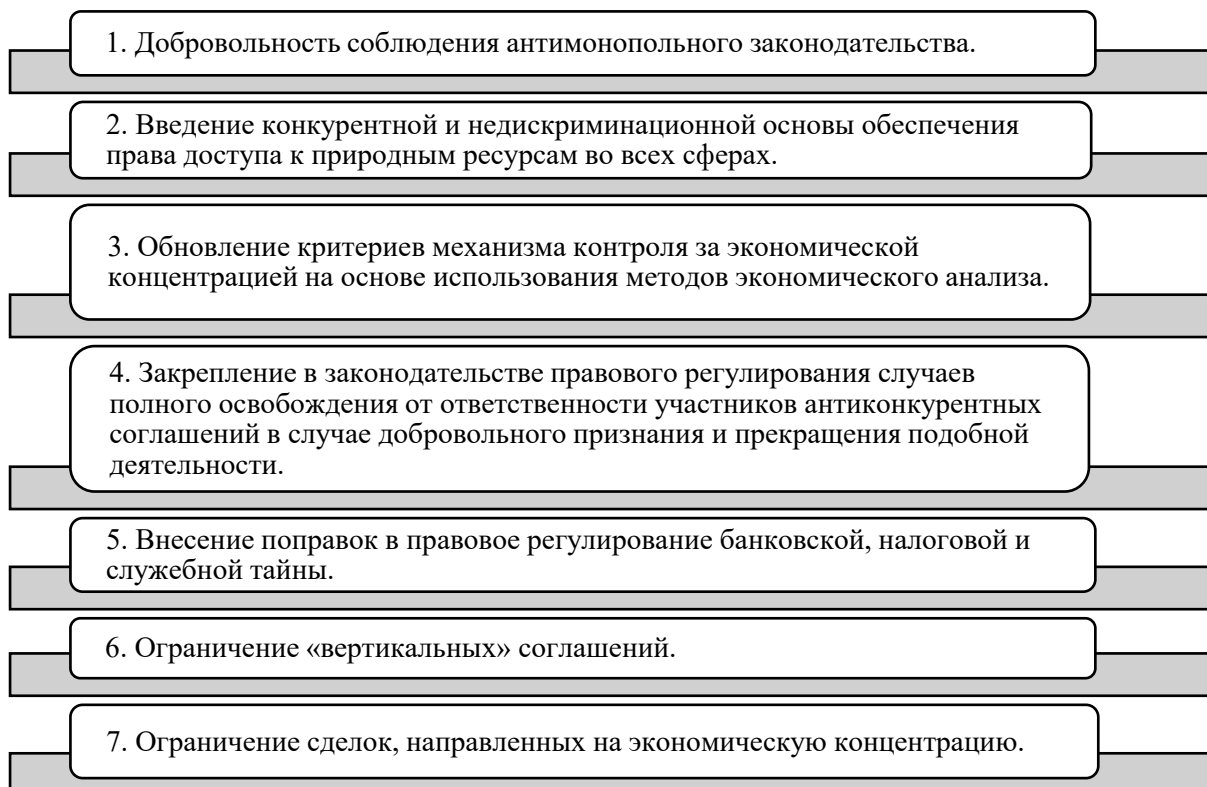 1. Добровольность соблюдения антимонопольного законодательства.
2. Введение конкурентной и недискриминационной основы обеспечения
права доступа к природным ресурсам во всех сферах.
3. Обновление критериев механизма контроля за экономической
концентрацией на основе использования методов экономического анализа.
4. Закрепление в законодательстве правового регулирования случаев
полного освобождения от ответственности участников антиконкурентных
соглашений в случае добровольного признания и прекращения подобной
деятельности.
5. Внесение поправок в правовое регулирование банковской, налоговой и
служебной тайны.
6. Ограничение «вертикальных» соглашений.
7. Ограничение сделок, направленных на экономическую концентрацию.